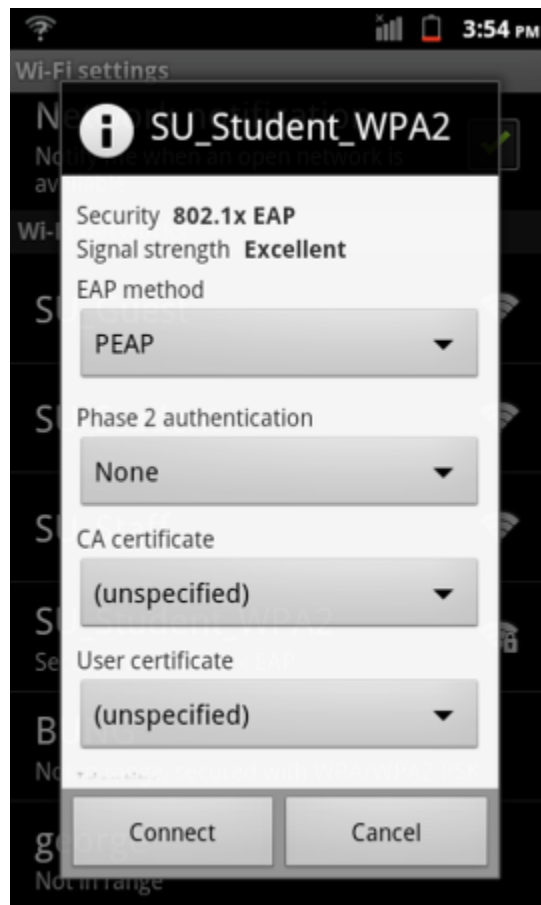 3:54 PM
Wi-Fi settings
SU_Student_WPA2
Security 802.1x EAP
Signal strength Excellent
EAP method
PEAP
Phase 2 authentication
None
CA certificate
(unspecified)
User certificate
(unspecified)
Connect
Cancel
Not in range